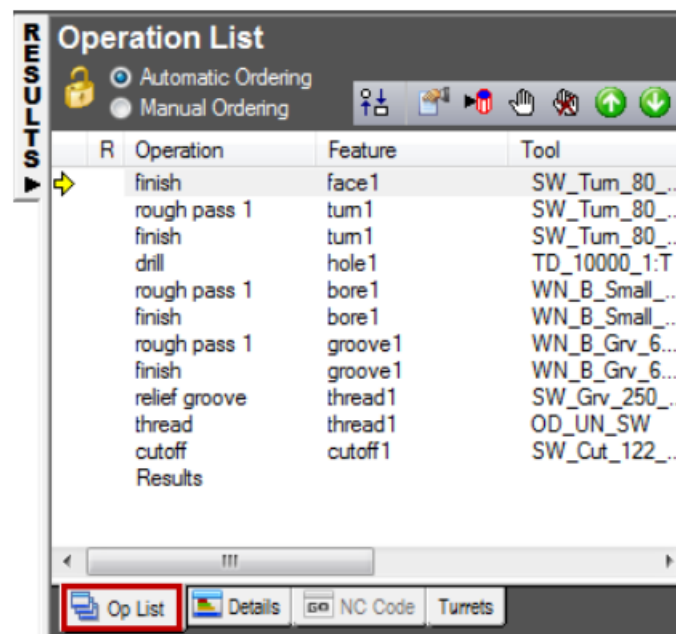 RESULTS
Operation List
Automatic Ordering
Manual Ordering
R Operation Feature Tool
finish face1 SW_Turn_80_...
rough pass 1 turn1 SW_Turn_80_...
finish turn1 SW_Turn_80_...
drill hole1 TD_10000_1:T
rough pass 1 bore1 WN_B_Small_...
finish bore1 WN_B_Small_...
rough pass 1 groove1 WN_B_Grv_6...
finish groove1 WN_B_Grv_6...
relief groove thread1 SW_Grv_250_...
thread thread1 OD_UN_SW
cutoff cutoff1 SW_Cut_122_...
Results
Op List Details GO NC Code Turrets